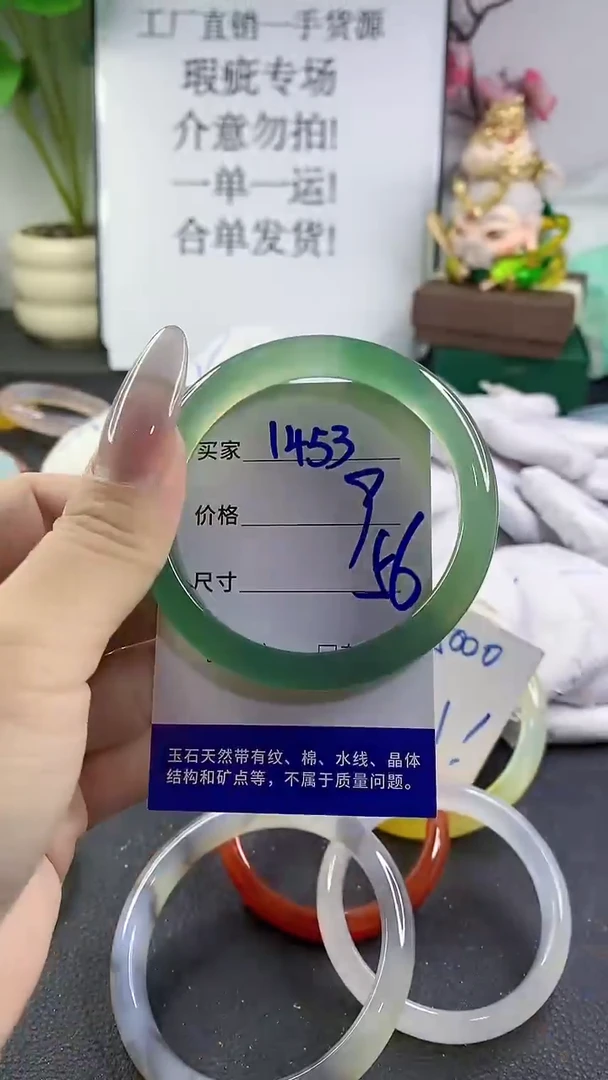 工厂直销一手货源
瑕疵专场
介意勿拍!
一单一运!
合单发货!
买家 1453
价格
尺寸 56
玉石天然带有纹、棉、水线、晶体
结构和矿点等，不属于质量问题。